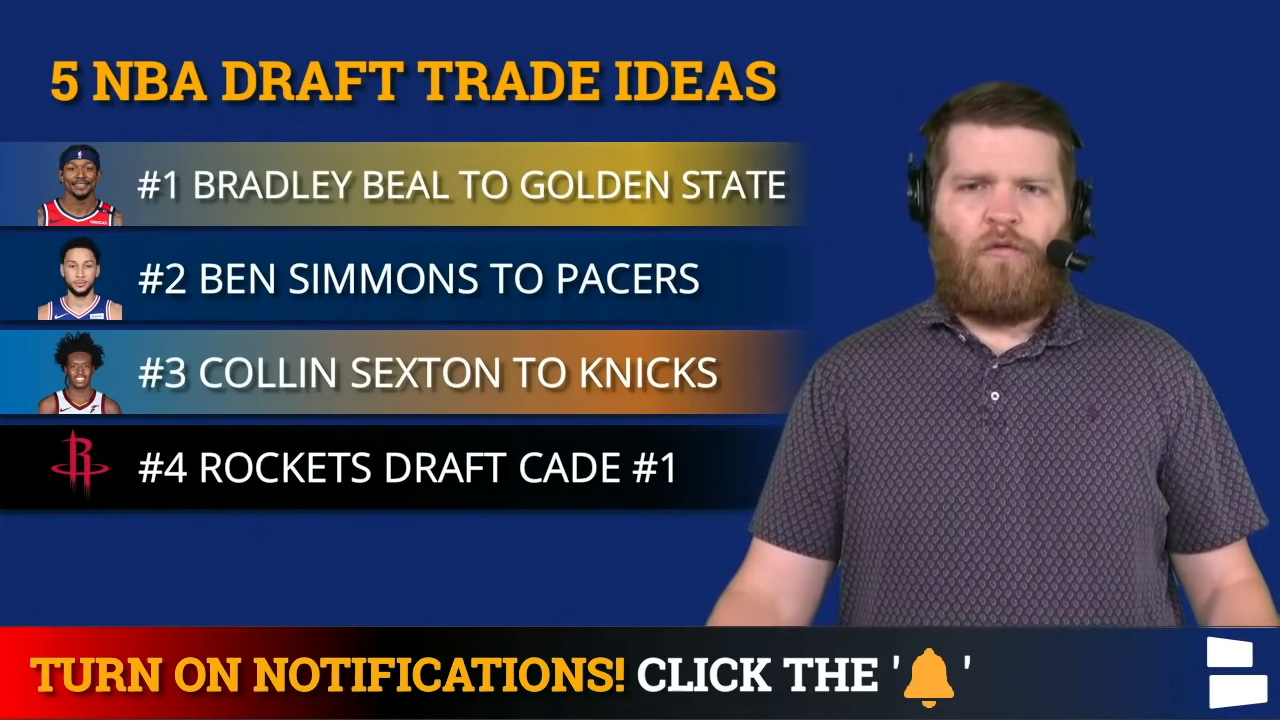 5 NBA DRAFT TRADE IDEAS
#1 BRADLEY BEAL TO GOLDEN STATE
#2 BEN SIMMONS TO PACERS
#3 COLLIN SEXTON TO KNICKS
#4 ROCKETS DRAFT CADE #1
TURN ON NOTIFICATIONS! CLICK THE ' '